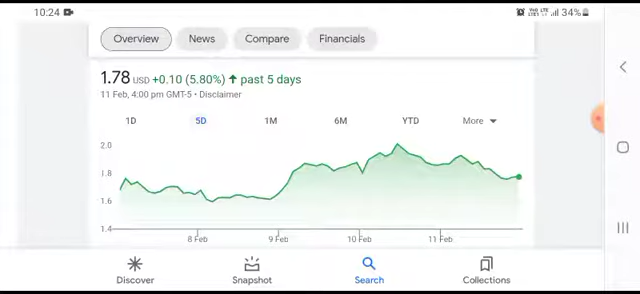 10:24
34%
Overview News Compare Financials
1.78 USD +0.10 (5.80%) ↑ past 5 days
11 Feb, 4:00 pm GMT-5 • Disclaimer
1D 5D 1M 6M YTD More
2.0
1.8
1.6
1.4
8 Feb 9 Feb 10 Feb 11 Feb
Discover Snapshot Search Collections